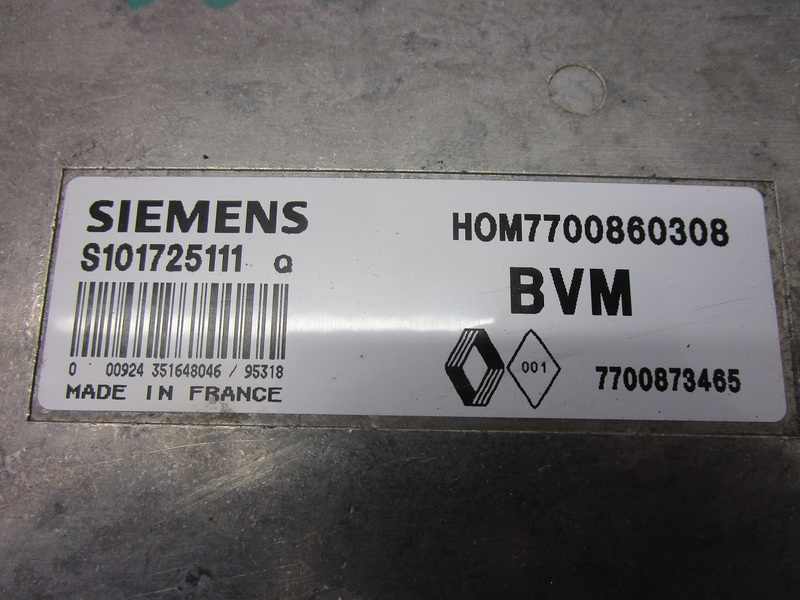 SIEMENS
S101725111 Q
0 00924 351648046 / 95318
MADE IN FRANCE
HOM7700860308
BVM
001
7700873465